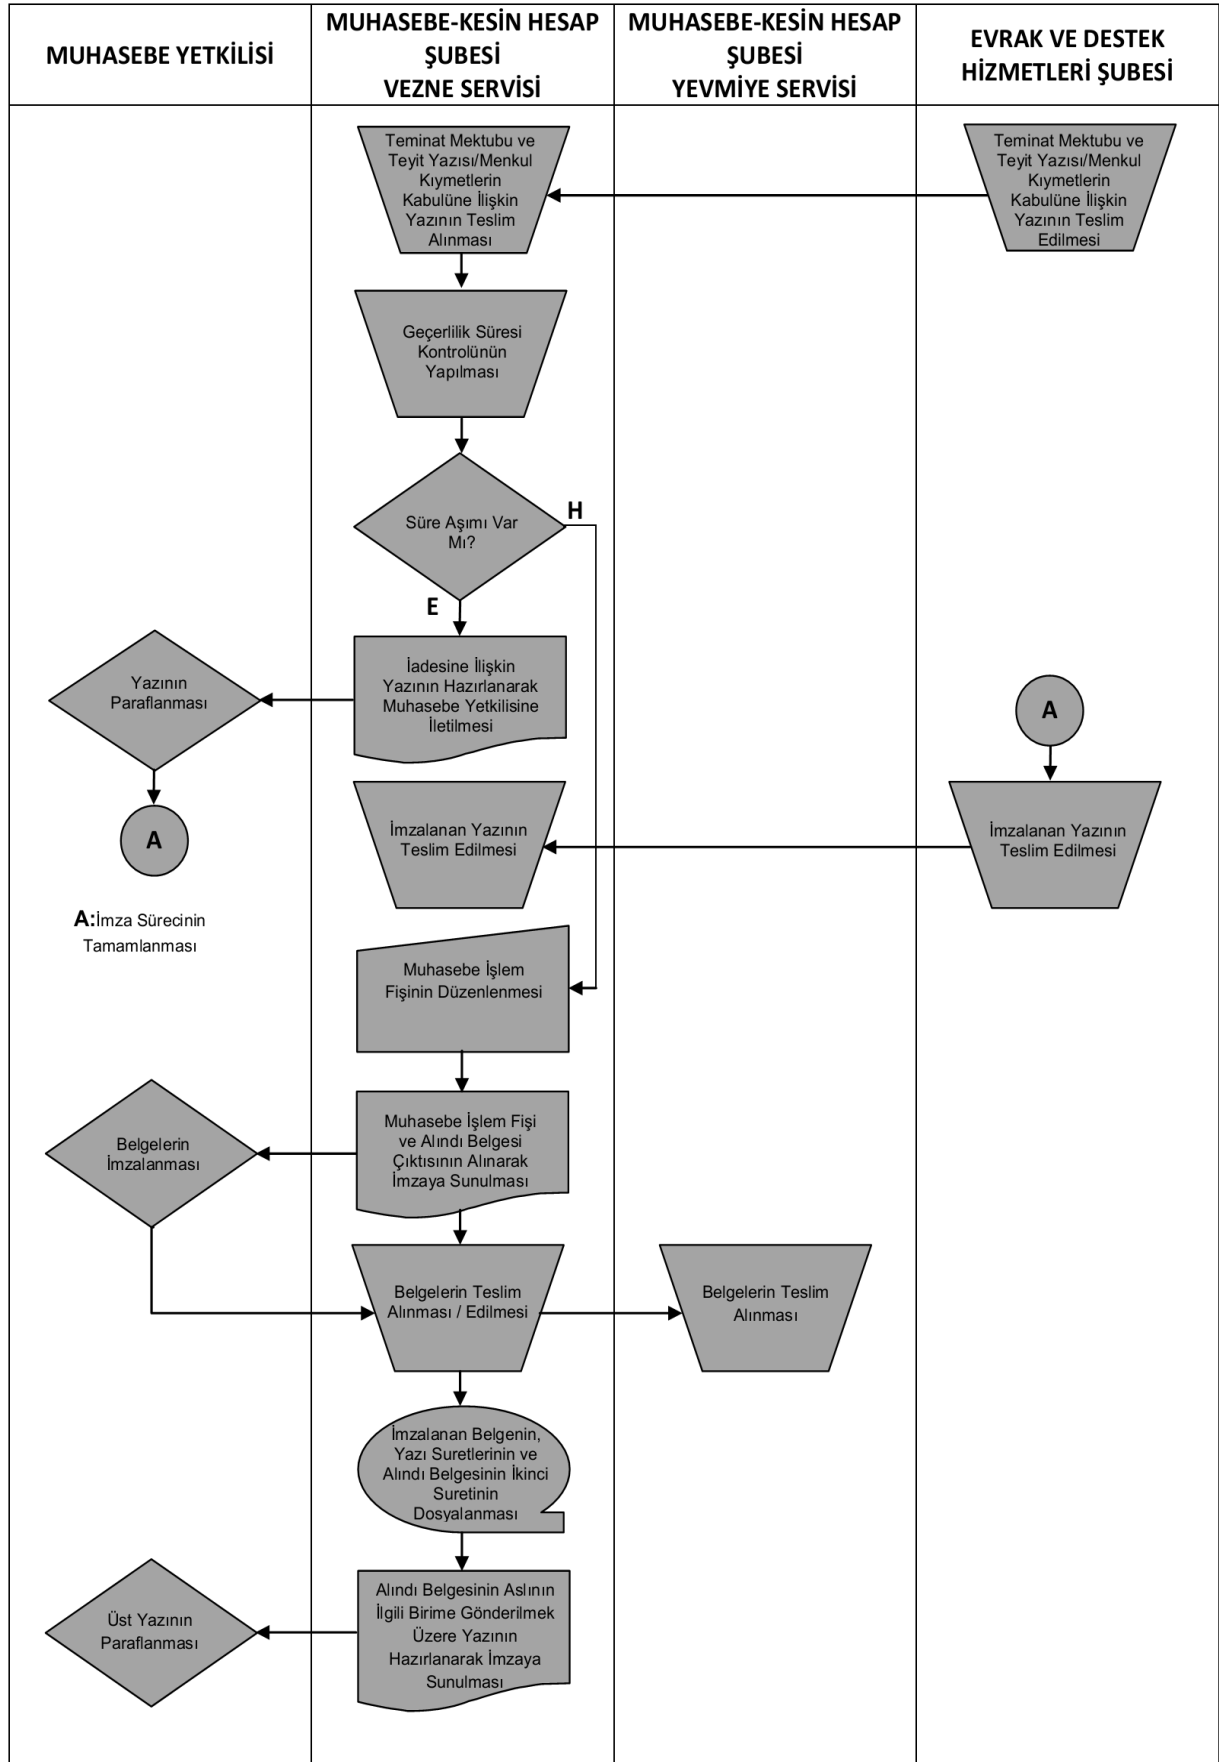 MUHASEBE YETKİLİSİ
MUHASEBE-KESİN HESAP
ŞUBESİ
VEZNE SERVİSİ
MUHASEBE-KESİN HESAP
ŞUBESİ
YEVMİYE SERVİSİ
EVRAK VE DESTEK
HİZMETLERİ ŞUBESİ
Teminat Mektubu ve
Teyit Yazısı/Menkul
Kıymetlerin
Kabulüne İlişkin
Yazının Teslim
Alınması
Teminat Mektubu ve
Teyit Yazısı/Menkul
Kıymetlerin
Kabulüne İlişkin
Yazının Teslim
Edilmesi
Geçerlilik Süresi
Kontrolünün
Yapılması
Süre Aşımı Var
Mı?
H
E
İadesine İlişkin
Yazının Hazırlanarak
Muhasebe Yetkilisine
İletilmesi
Yazının
Paraflanması
A
A
İmzalanan Yazının
Teslim Edilmesi
İmzalanan Yazının
Teslim Edilmesi
A:İmza Sürecinin
Tamamlanması
Muhasebe İşlem
Fişinin Düzenlenmesi
Muhasebe İşlem Fişi
ve Alındı Belgesi
Çıktısının Alınarak
İmzaya Sunulması
Belgelerin
İmzalanması
Belgelerin Teslim
Alınması / Edilmesi
Belgelerin Teslim
Alınması
İmzalanan Belgenin,
Yazı Suretlerinin ve
Alındı Belgesinin İkinci
Suretinin
Dosyalanması
Alındı Belgesinin Aslının
İlgili Birime Gönderilmek
Üzere Yazının
Hazırlanarak İmzaya
Sunulması
Üst Yazının
Paraflanması